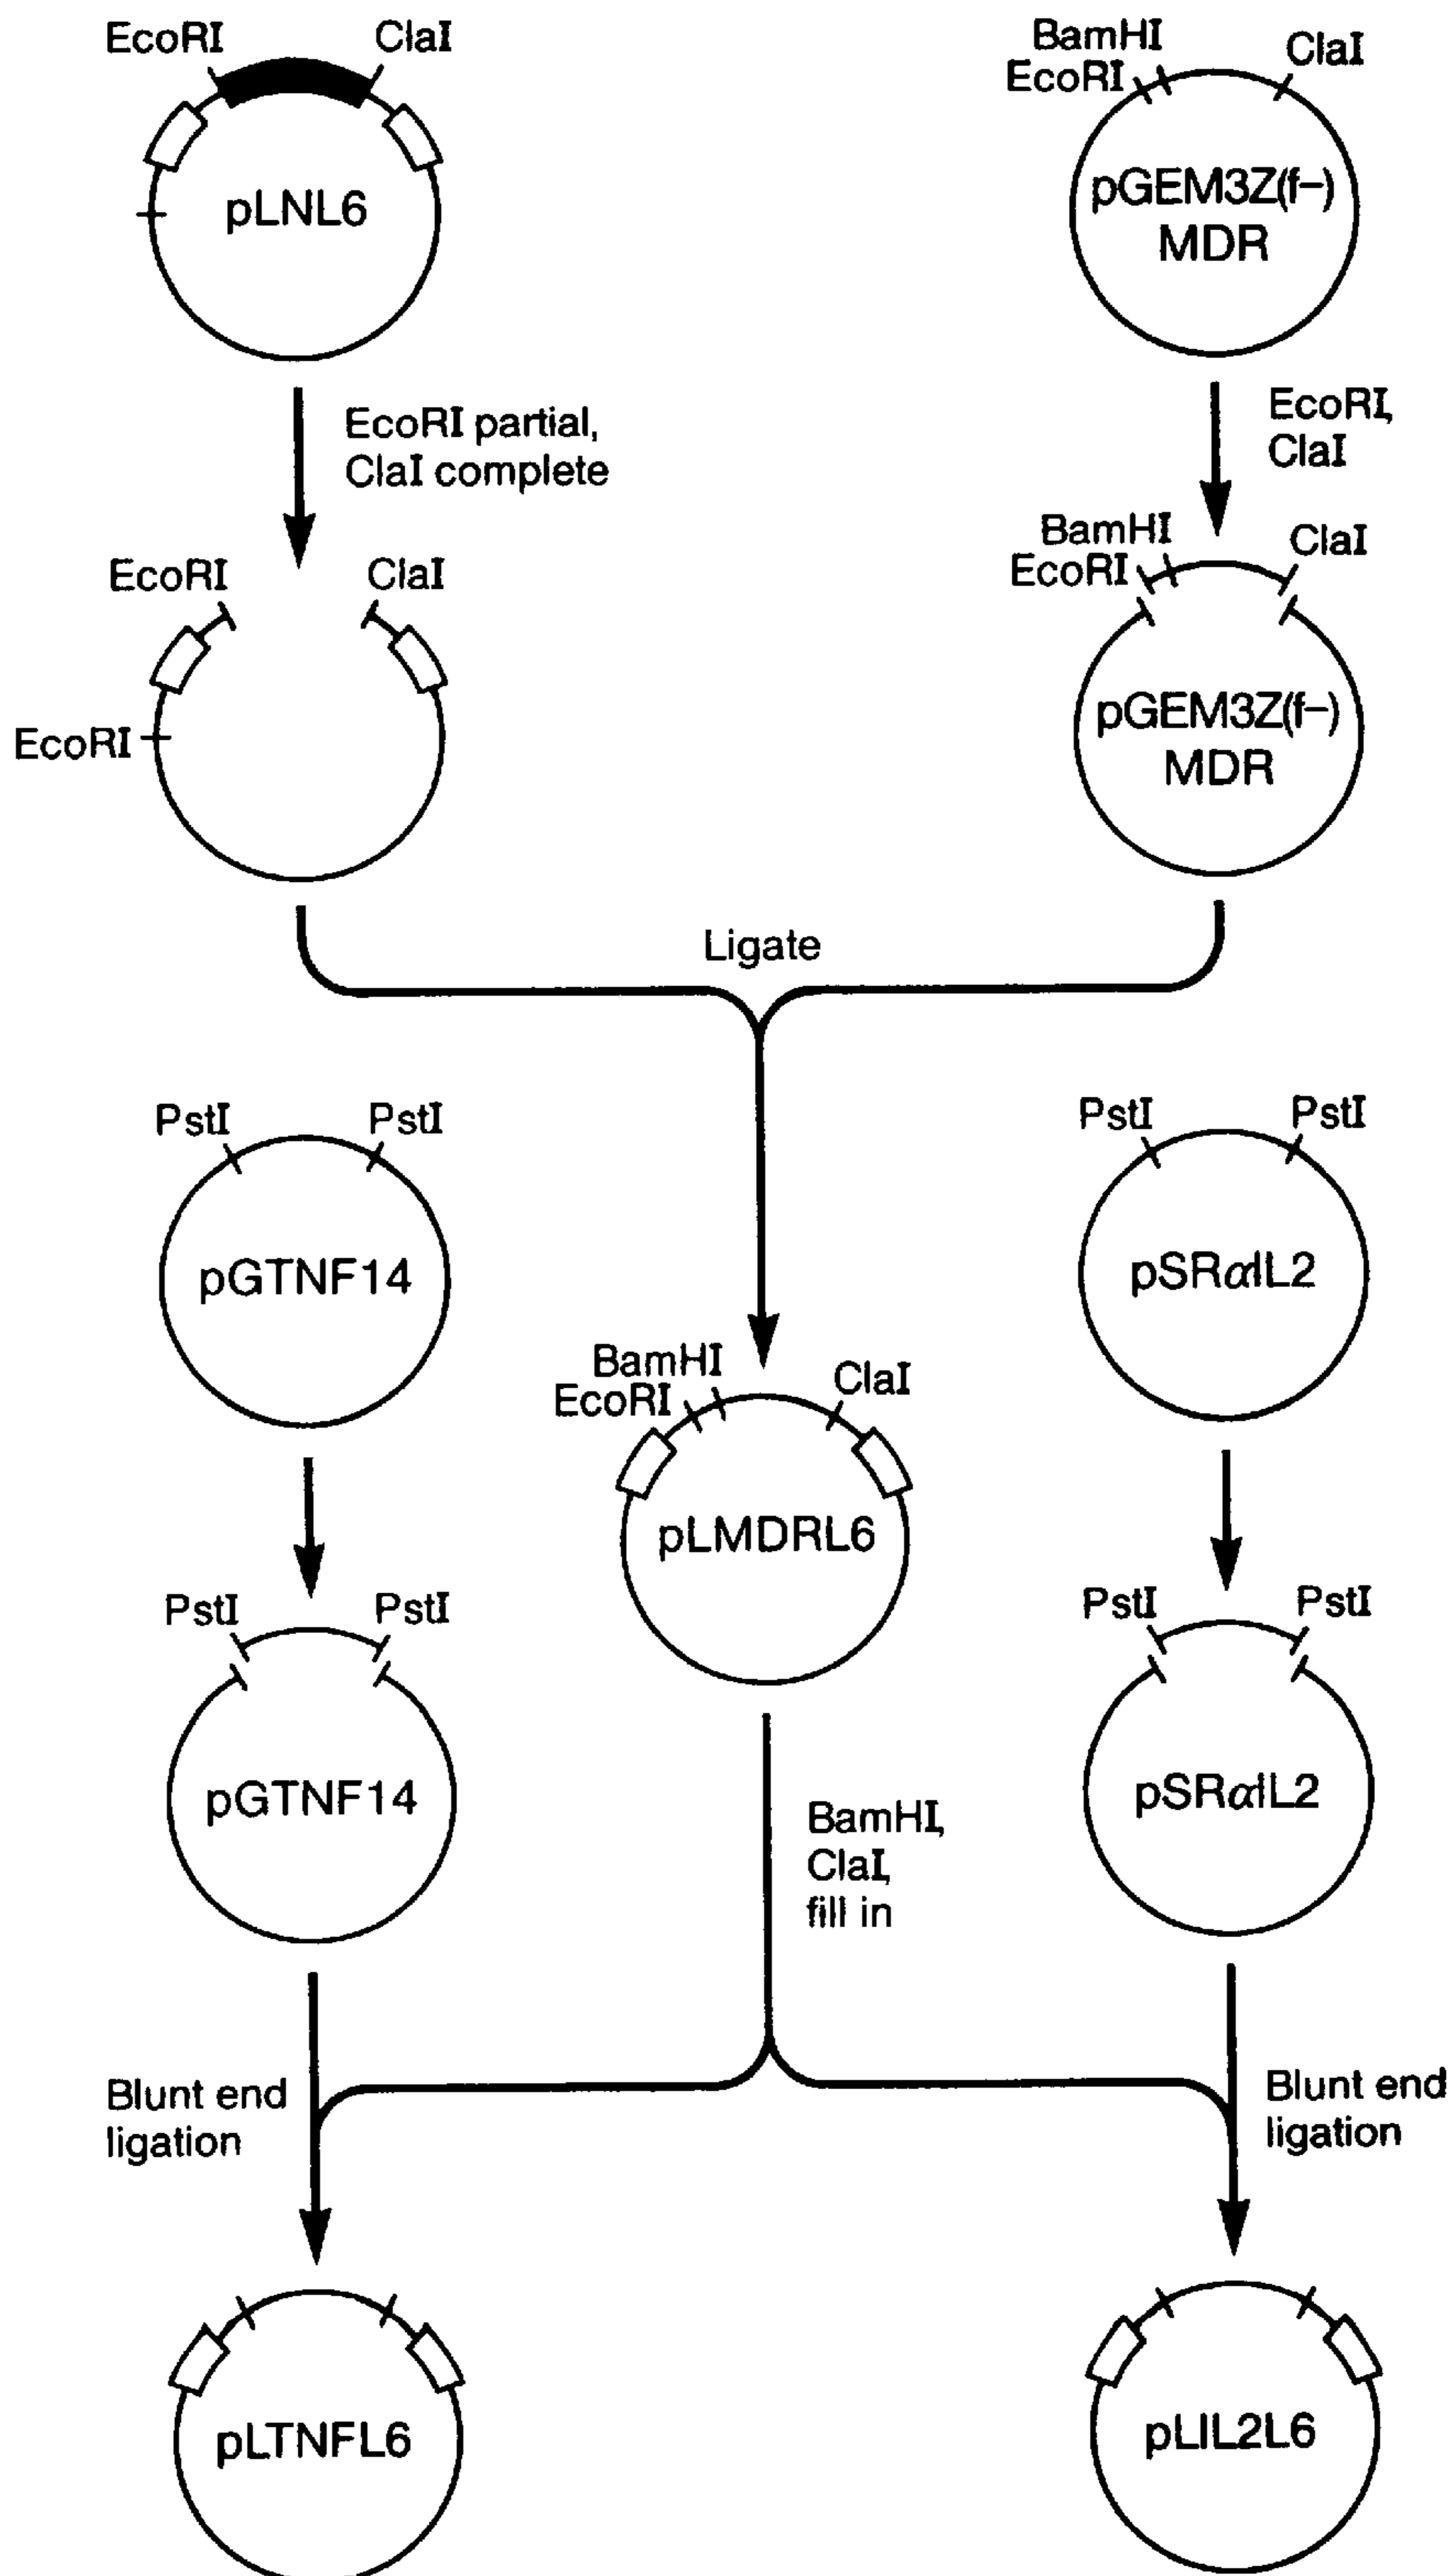 EcoRI
ClaI
pLNL6
BamHI
EcoRI
ClaI
pGEM3Z(f–)
MDR
EcoRI partial,
ClaI complete
EcoRI,
ClaI
EcoRI
ClaI
EcoRI
BamHI
EcoRI
ClaI
pGEM3Z(f–)
MDR
Ligate
PstI
PstI
pGTNF14
PstI
PstI
pSRαIL2
BamHI
EcoRI
ClaI
pLMDRL6
PstI
PstI
pGTNF14
PstI
PstI
pSRαIL2
BamHI,
ClaI,
fill in
Blunt end
ligation
Blunt end
ligation
pLTNFL6
pLIL2L6